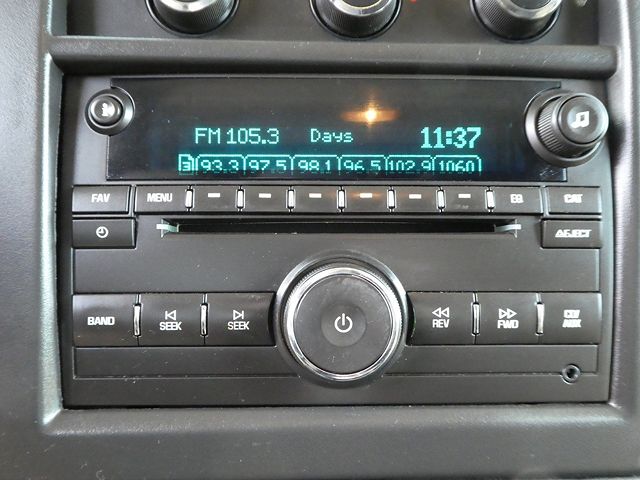 FM 105.3 Days 11:37
93.3 97.5 98.1 96.5 102.9 1060
FAV MENU EQ CAT
EJECT
BAND SEEK SEEK REV FWD CD/
AUX